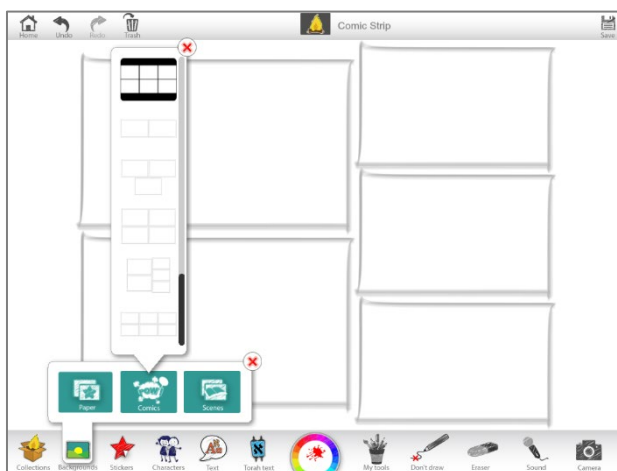 Home Undo Redo Trash Comic Strip Save
Paper Comics Scenes
POW
Collections Backgrounds Stickers Characters Text Torah text My tools Don't draw Eraser Sound Camera